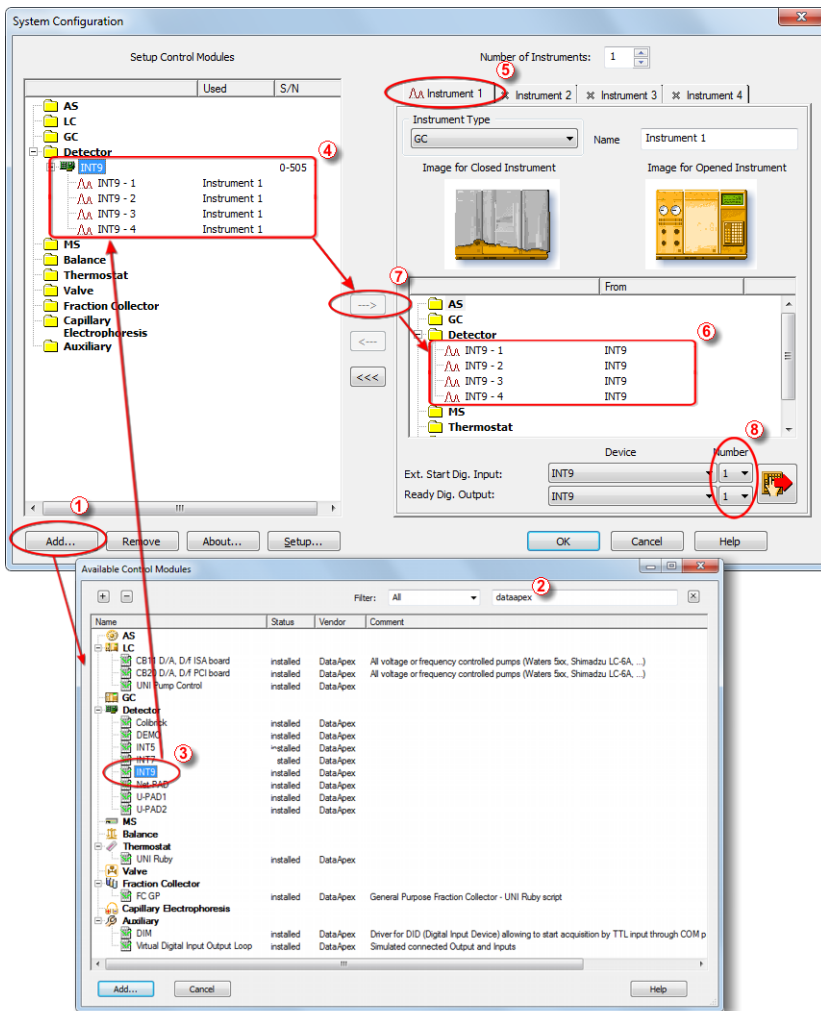 System Configuration
Setup Control Modules
Number of Instruments: 1
Used S/N
AS
LC
GC
Detector
INT9 0-505
INT9 - 1 Instrument 1
INT9 - 2 Instrument 1
INT9 - 3 Instrument 1
INT9 - 4 Instrument 1
MS
Balance
Thermostat
Valve
Fraction Collector
Capillary
Electrophoresis
Auxiliary
4
1
Add... Remove About... Setup...
7
--->
<---
<<<
5
Instrument 1 Instrument 2 Instrument 3 Instrument 4
Instrument Type
GC Name Instrument 1
Image for Closed Instrument Image for Opened Instrument
From
AS
GC
Detector
6
INT9 - 1 INT9
INT9 - 2 INT9
INT9 - 3 INT9
INT9 - 4 INT9
MS
Thermostat
8
Device Number
Ext. Start Dig. Input: INT9 1
Ready Dig. Output: INT9 1
OK Cancel Help
Available Control Modules
2
Filter: All dataapex
Name Status Vendor Comment
AS
LC
CB11 D/A, D/f ISA board installed DataApex All voltage or frequency controlled pumps (Waters 5xx, Shimadzu LC-6A, ...)
CB20 D/A, D/f PCI board installed DataApex All voltage or frequency controlled pumps (Waters 5xx, Shimadzu LC-6A, ...)
UNI Pump Control installed DataApex
GC
Detector
Colibrick installed DataApex
DEMO installed DataApex
INT5 installed DataApex
3
INT7 stalled DataApex
INT9 installed DataApex
Net-PAD installed DataApex
U-PAD1 installed DataApex
U-PAD2 installed DataApex
MS
Balance
Thermostat
UNI Ruby installed DataApex
Valve
Fraction Collector
FC GP installed DataApex General Purpose Fraction Collector - UNI Ruby script
Capillary Electrophoresis
Auxiliary
DIM installed DataApex Driver for DID (Digital Input Device) allowing to start acquisition by TTL input through COM p
Virtual Digital Input Output Loop installed DataApex Simulated connected Output and Inputs
Add... Cancel Help